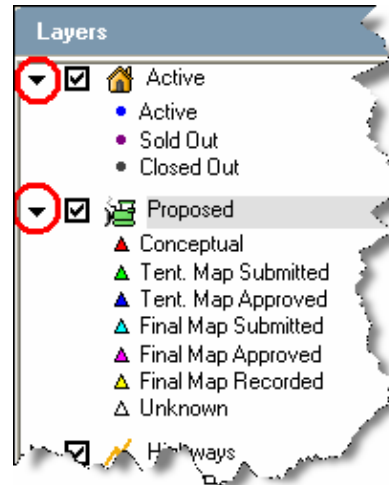 Layers
Active
Active
Sold Out
Closed Out
Proposed
Conceptual
Tent. Map Submitted
Tent. Map Approved
Final Map Submitted
Final Map Approved
Final Map Recorded
Unknown
Highways